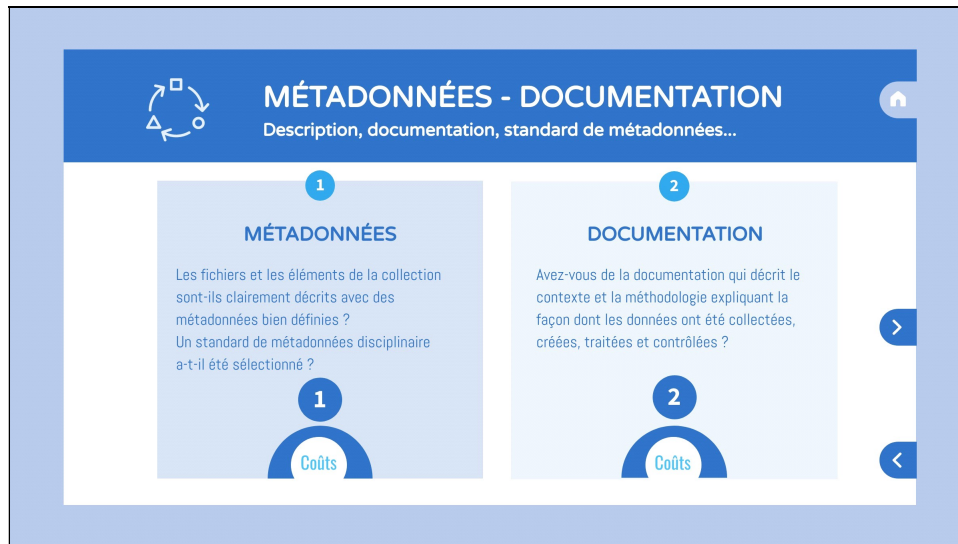 MÉTADONNÉES - DOCUMENTATION
Description, documentation, standard de métadonnées...
1
MÉTADONNÉES
Les fichiers et les éléments de la collection
sont-ils clairement décrits avec des
métadonnées bien définies ?
Un standard de métadonnées disciplinaire
a-t-il été sélectionné ?
1
Coûts
2
DOCUMENTATION
Avez-vous de la documentation qui décrit le
contexte et la méthodologie expliquant la
façon dont les données ont été collectées,
créées, traitées et contrôlées ?
2
Coûts